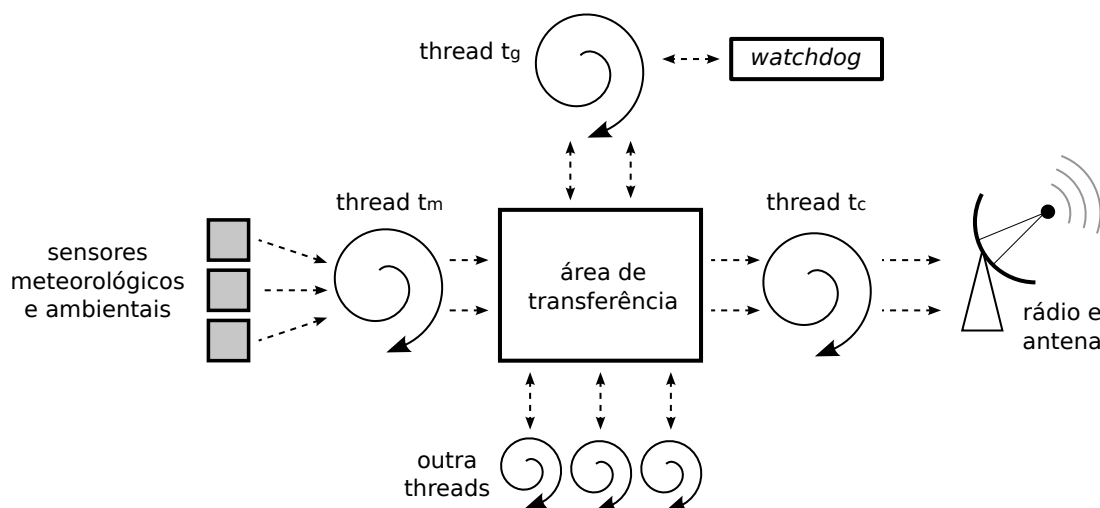 thread tg
watchdog
thread tm
thread tc
sensores
meteorológicos
e ambientais
área de
transferência
rádio e
antena
outra
threads